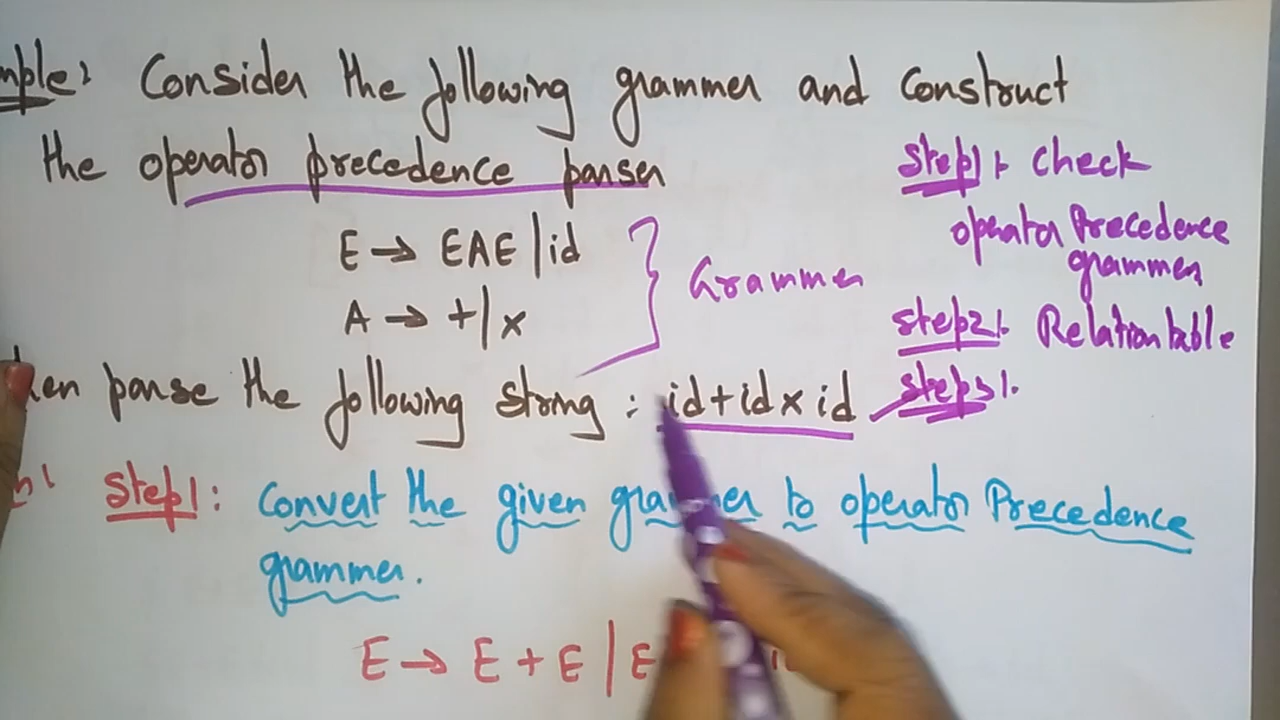 mple: Consider the following grammer and Construct
the operator precedence parser
E → EAE | id
A → + | x
Grammer
Step1: Check
operator Precedence
grammer
step2: Relation table
step3:
hen parse the following string : id + id x id
Step1: Convert the given grammer to operator Precedence
grammer.
E → E + E | E